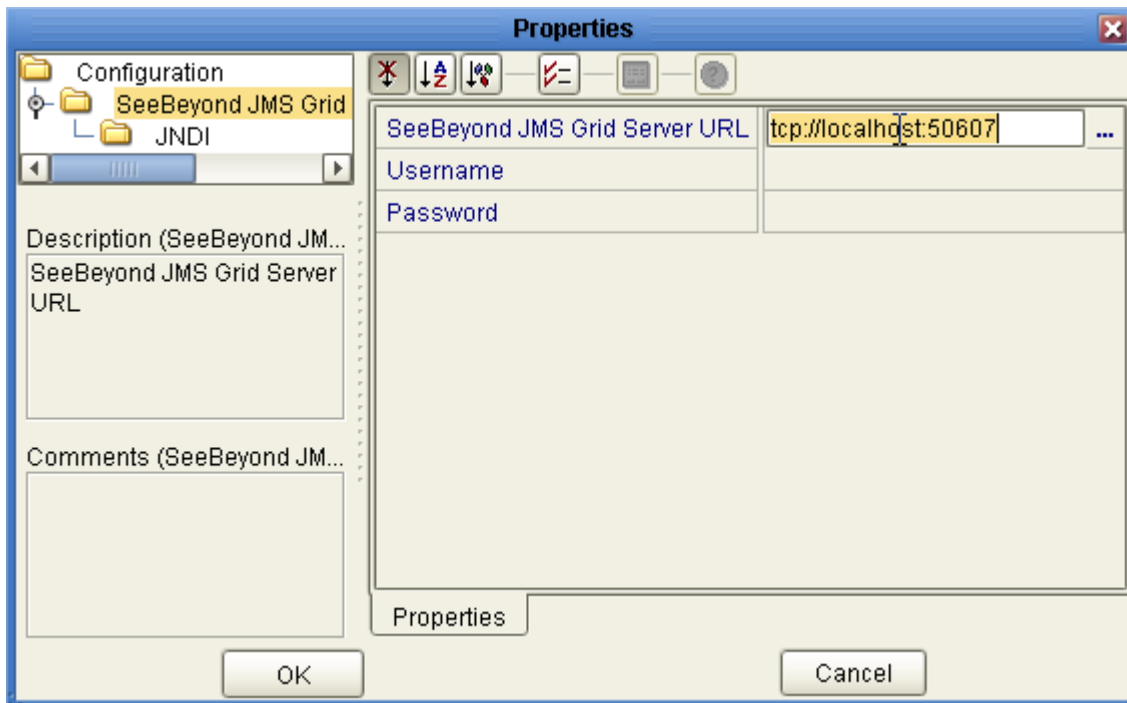 Properties
Configuration
SeeBeyond JMS Grid
JNDI
Description (SeeBeyond JM...
SeeBeyond JMS Grid Server
URL
Comments (SeeBeyond JM...
SeeBeyond JMS Grid Server URL tcp://localhost:50607 ...
Username
Password
Properties
OK Cancel